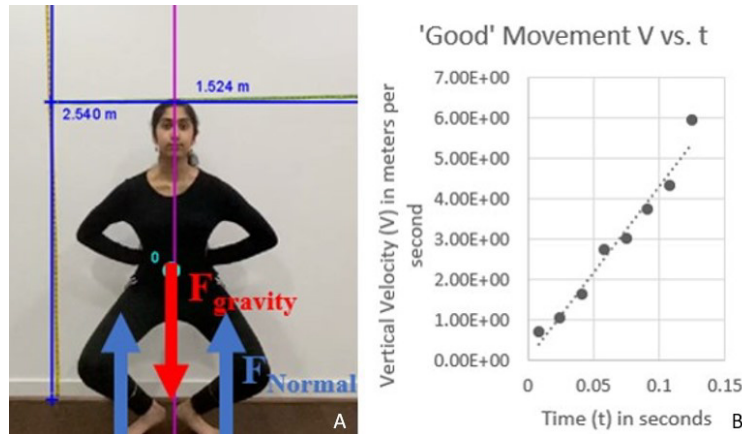 1.524 m
2.540 m
0
F gravity
F Normal
A
'Good' Movement V vs. t
Vertical Velocity (V) in meters per
second
7.00E+00
6.00E+00
5.00E+00
4.00E+00
3.00E+00
2.00E+00
1.00E+00
0.00E+00
0 0.05 0.1 0.15
Time (t) in seconds
B